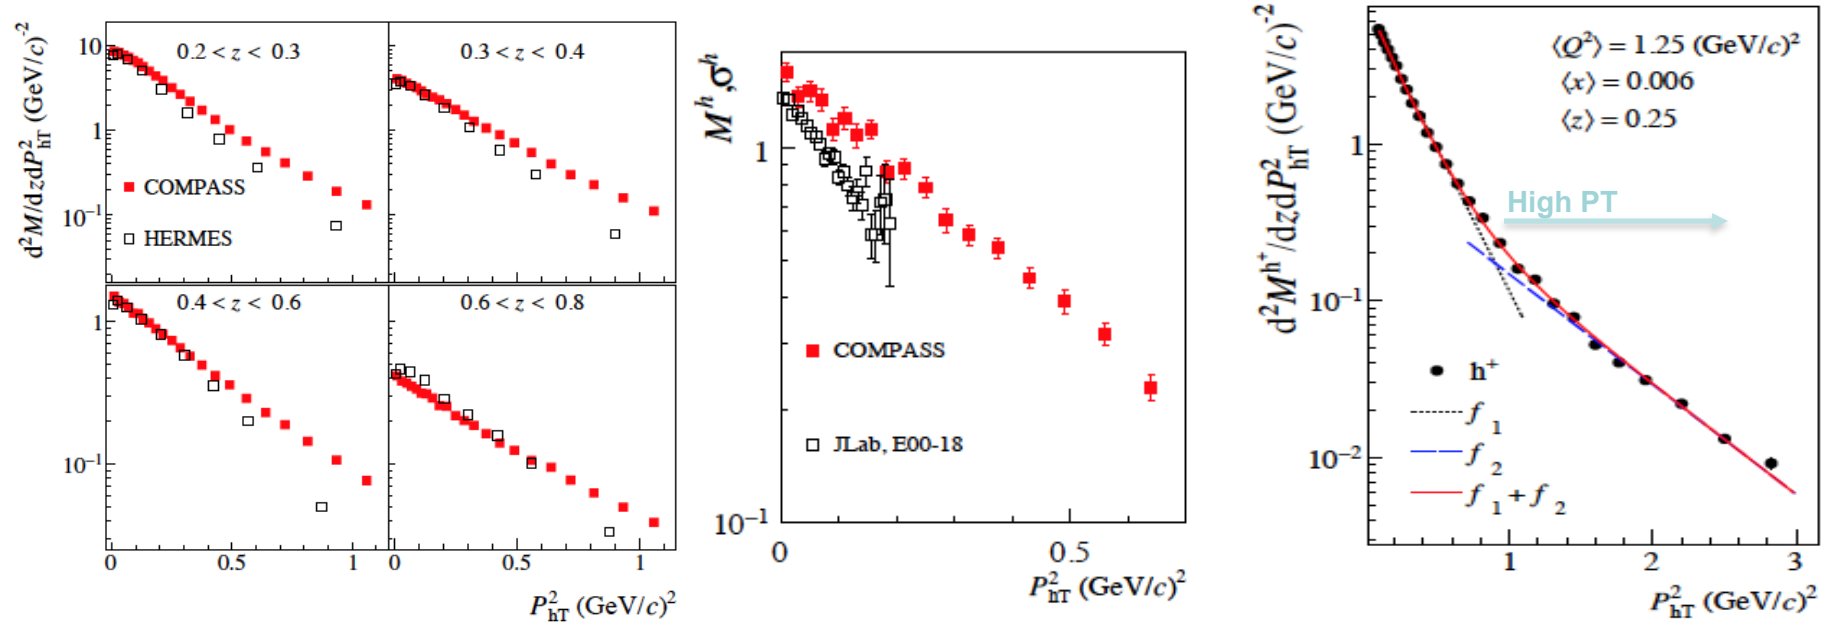 d²M/dzdP²hT (GeV/c)⁻²
10
1
10⁻¹
0.2 < z < 0.3
0.3 < z < 0.4
COMPASS
HERMES
1
10⁻¹
0.4 < z < 0.6
0.6 < z < 0.8
0 0.5 1 0 0.5 1
P²hT (GeV/c)²
Mʰ,σʰ
1
10⁻¹
COMPASS
JLab, E00-18
0 0.5
P²hT (GeV/c)²
d²Mʰ⁺/dzdP²hT (GeV/c)⁻²
1
10⁻¹
10⁻²
⟨Q²⟩ = 1.25 (GeV/c)²
⟨x⟩ = 0.006
⟨z⟩ = 0.25
High PT
h⁺
f₁
f₂
f₁ + f₂
1 2 3
P²hT (GeV/c)²